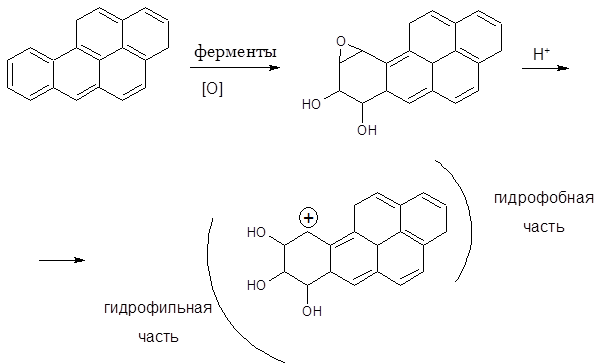 ферменты
[O]
O
HO
OH
H⁺
+
HO
HO
OH
гидрофобная
часть
гидрофильная
часть